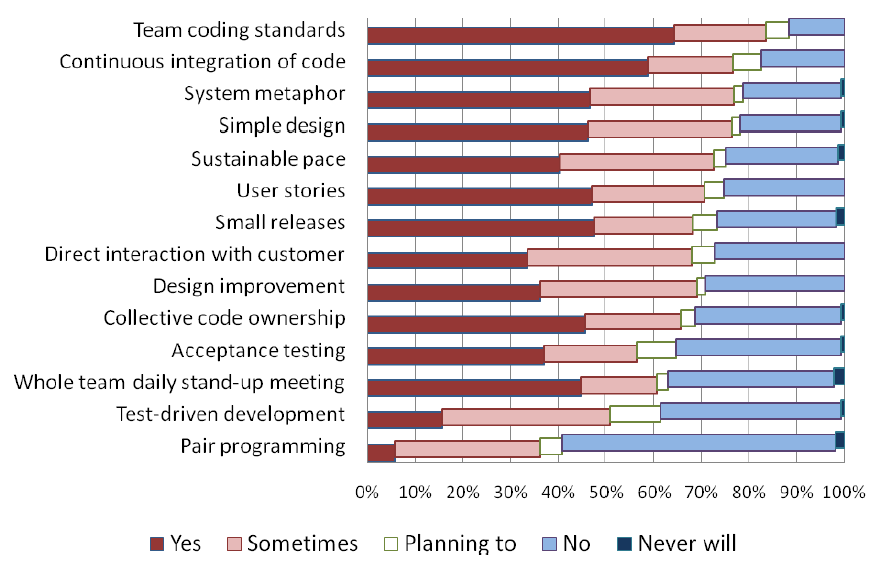 Team coding standards
Continuous integration of code
System metaphor
Simple design
Sustainable pace
User stories
Small releases
Direct interaction with customer
Design improvement
Collective code ownership
Acceptance testing
Whole team daily stand-up meeting
Test-driven development
Pair programming
0% 10% 20% 30% 40% 50% 60% 70% 80% 90% 100%
Yes Sometimes Planning to No Never will